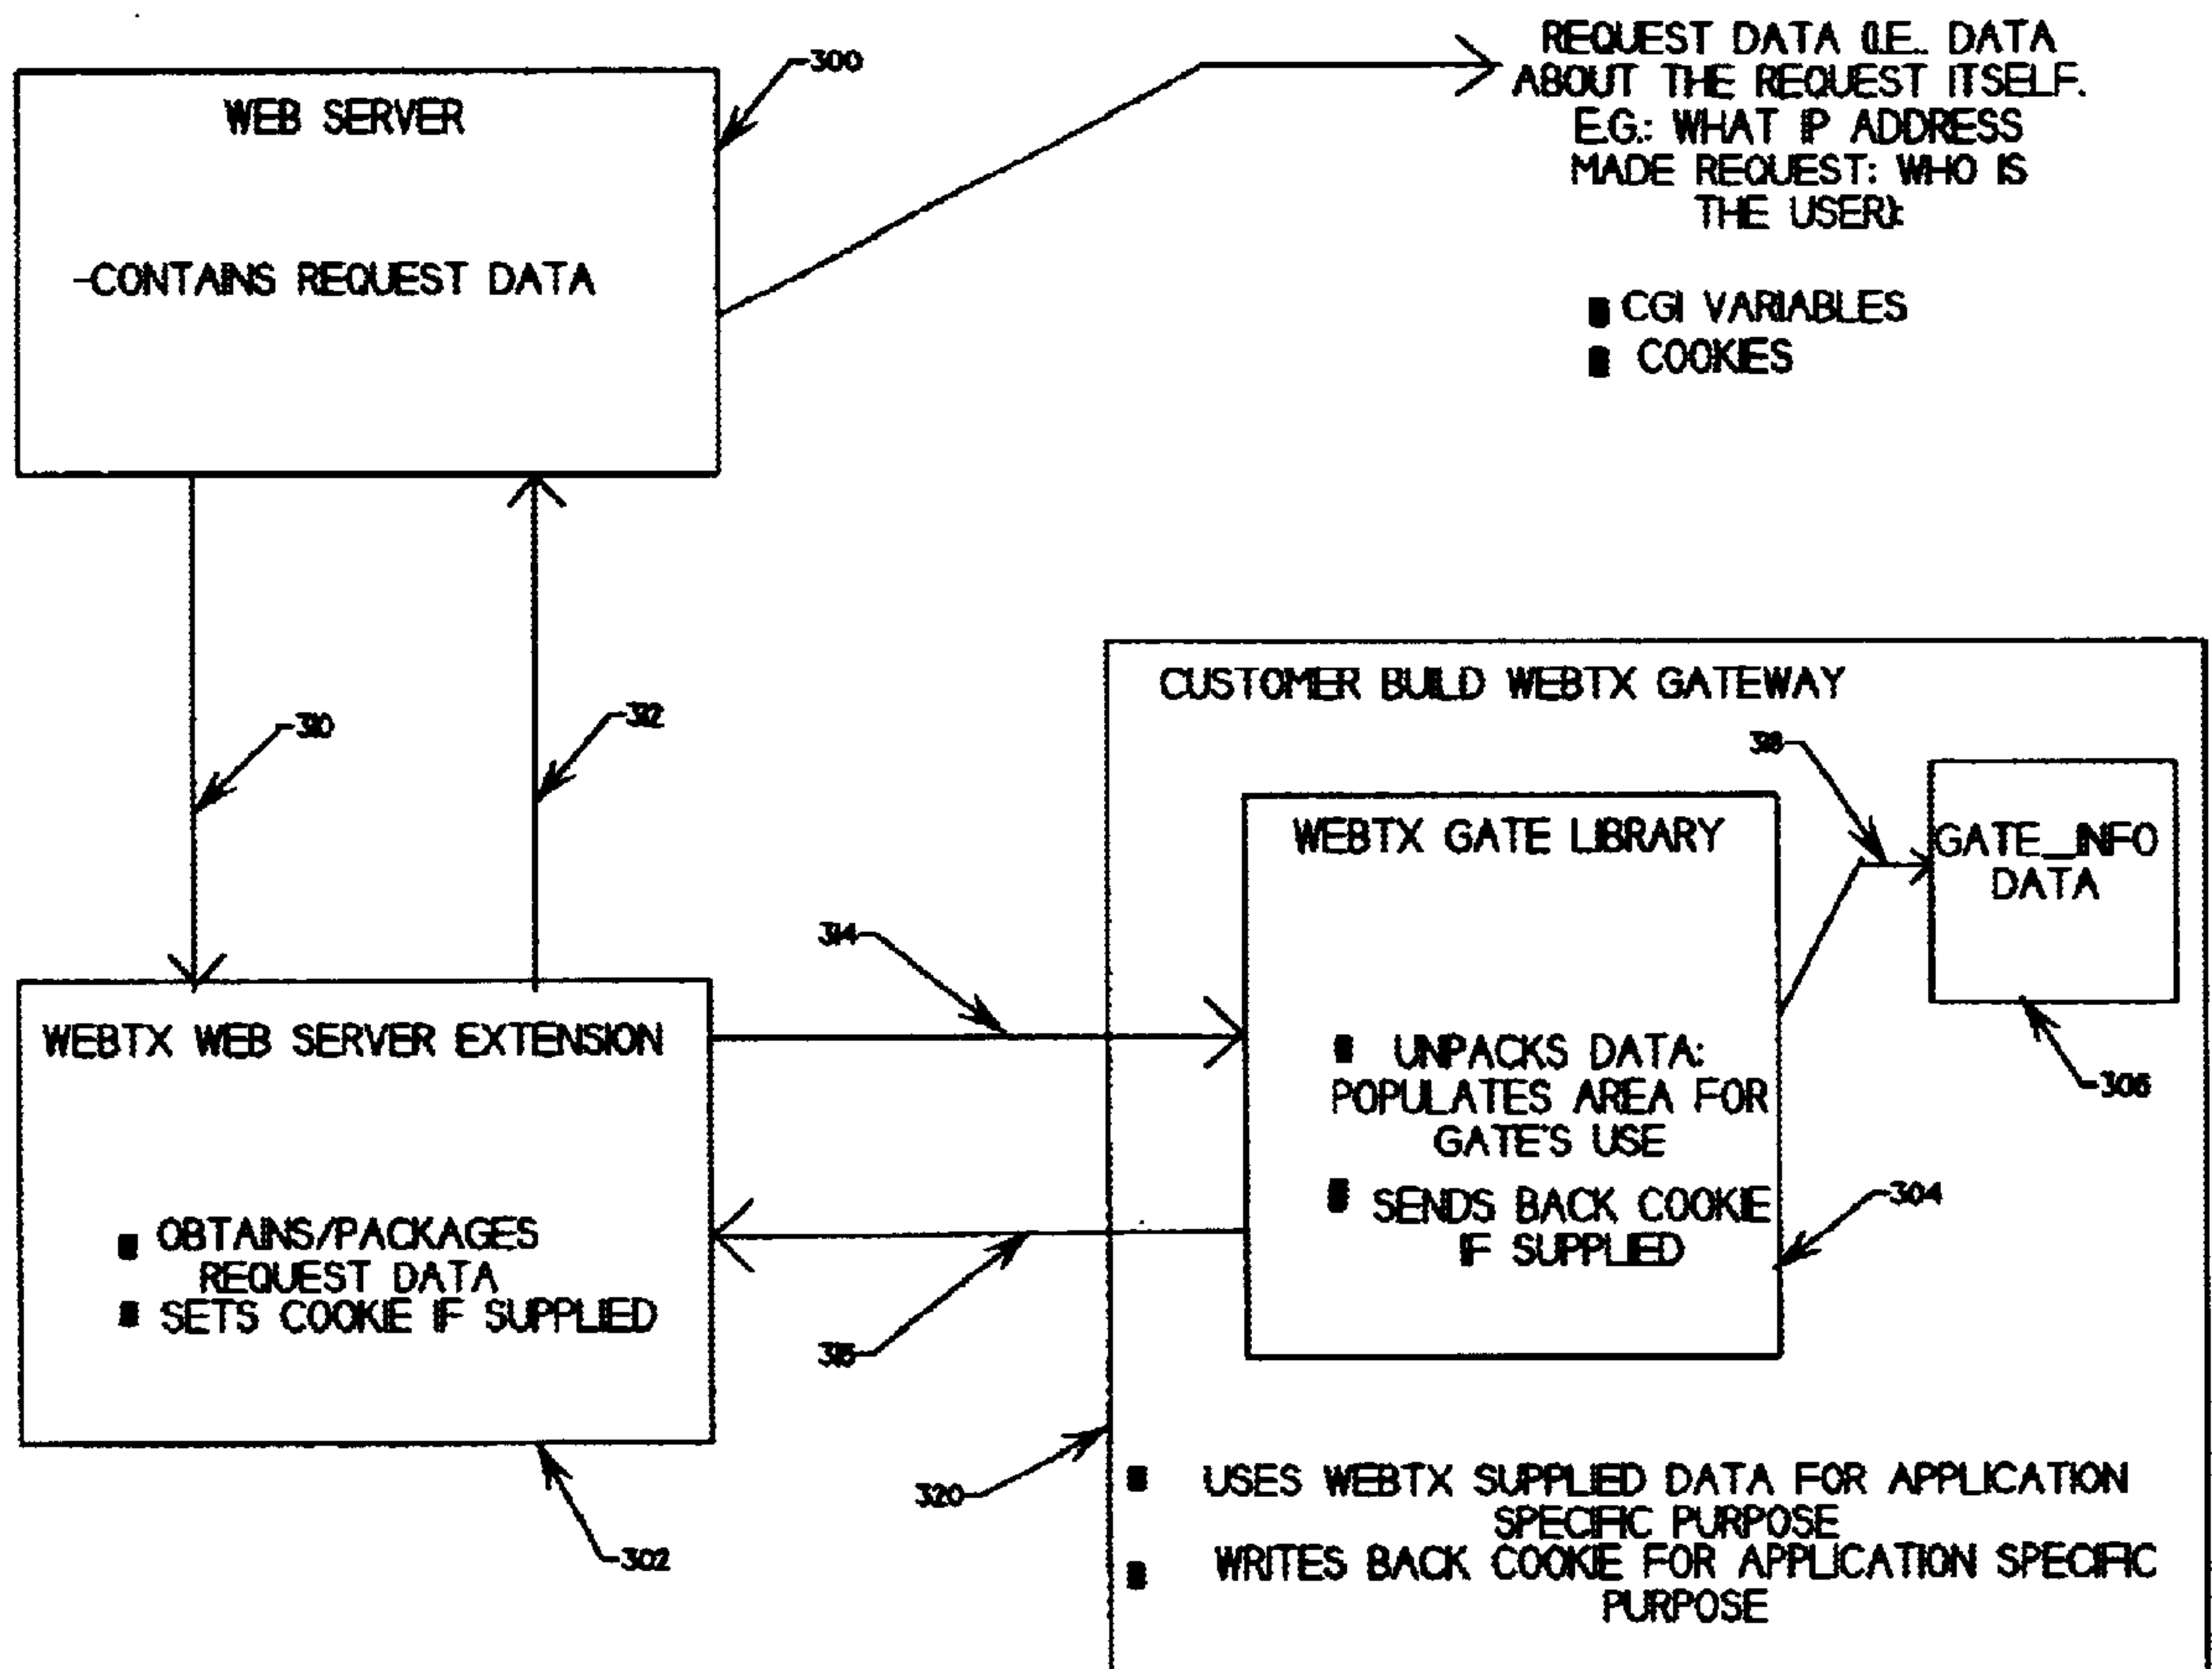 WEB SERVER
-CONTAINS REQUEST DATA
300
REQUEST DATA (I.E.. DATA
ABOUT THE REQUEST ITSELF.
E.G.: WHAT IP ADDRESS
MADE REQUEST: WHO IS
THE USER):
■ CGI VARIABLES
■ COOKIES
310
312
WEBTX WEB SERVER EXTENSION
■ OBTAINS/PACKAGES
REQUEST DATA
■ SETS COOKIE IF SUPPLIED
302
314
CUSTOMER BUILD WEBTX GATEWAY
318
WEBTX GATE LIBRARY
■ UNPACKS DATA:
POPULATES AREA FOR
GATE'S USE
■ SENDS BACK COOKIE
IF SUPPLIED
304
GATE_INFO
DATA
306
320
■ USES WEBTX SUPPLIED DATA FOR APPLICATION
SPECIFIC PURPOSE
■ WRITES BACK COOKIE FOR APPLICATION SPECIFIC
PURPOSE